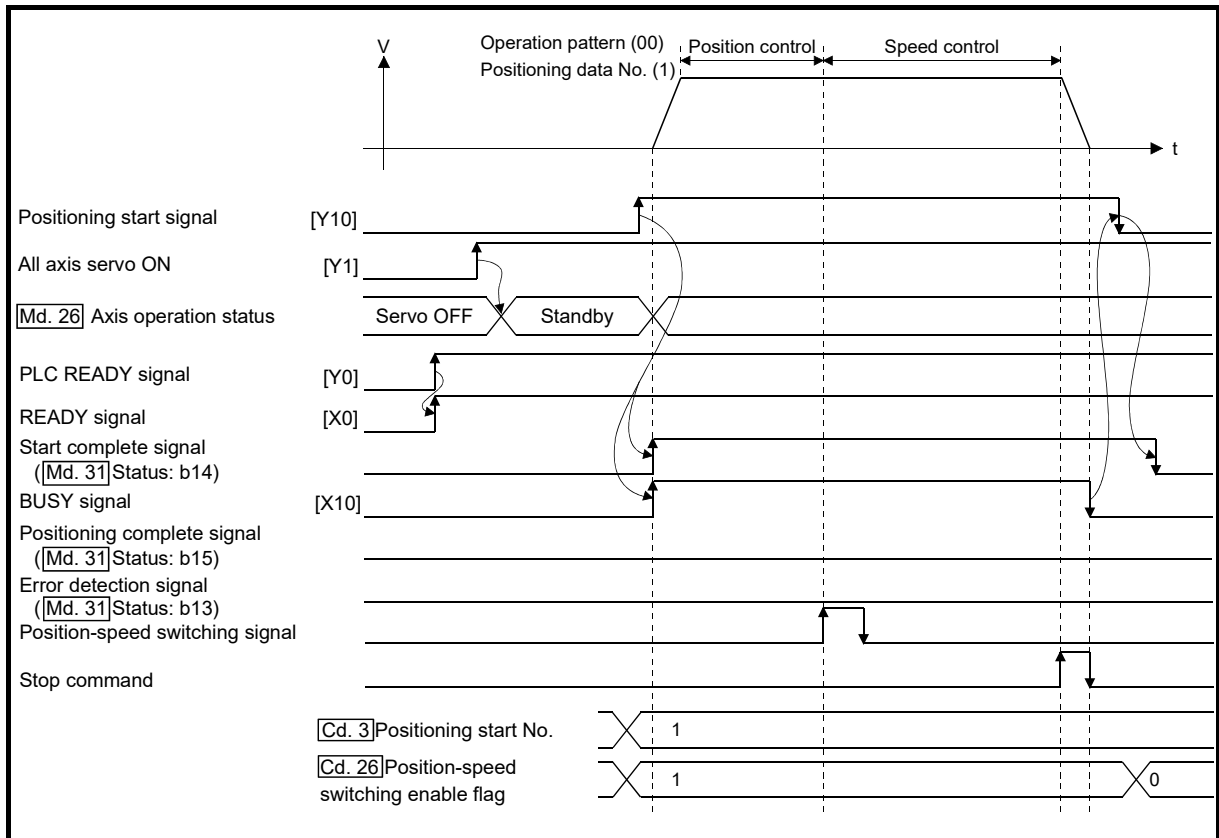 V
Operation pattern (00)
Position control
Speed control
Positioning data No. (1)
t
Positioning start signal [Y10]
All axis servo ON [Y1]
Md. 26 Axis operation status
Servo OFF
Standby
PLC READY signal [Y0]
READY signal [X0]
Start complete signal
(Md. 31 Status: b14)
BUSY signal [X10]
Positioning complete signal
(Md. 31 Status: b15)
Error detection signal
(Md. 31 Status: b13)
Position-speed switching signal
Stop command
Cd. 3 Positioning start No.
1
Cd. 26 Position-speed
switching enable flag
1
0